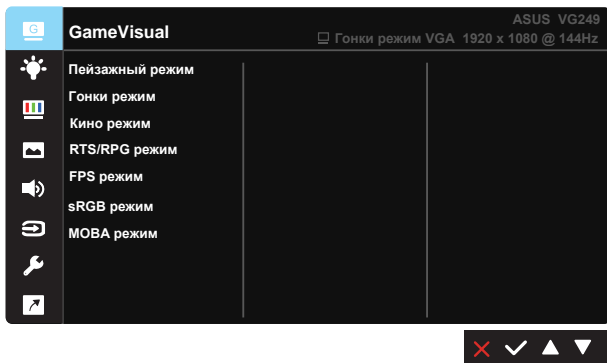 G
GameVisual
ASUS VG249
Гонки режим VGA 1920 x 1080 @ 144Hz
Пейзажный режим
Гонки режим
Кино режим
RTS/RPG режим
FPS режим
sRGB режим
MOBA режим